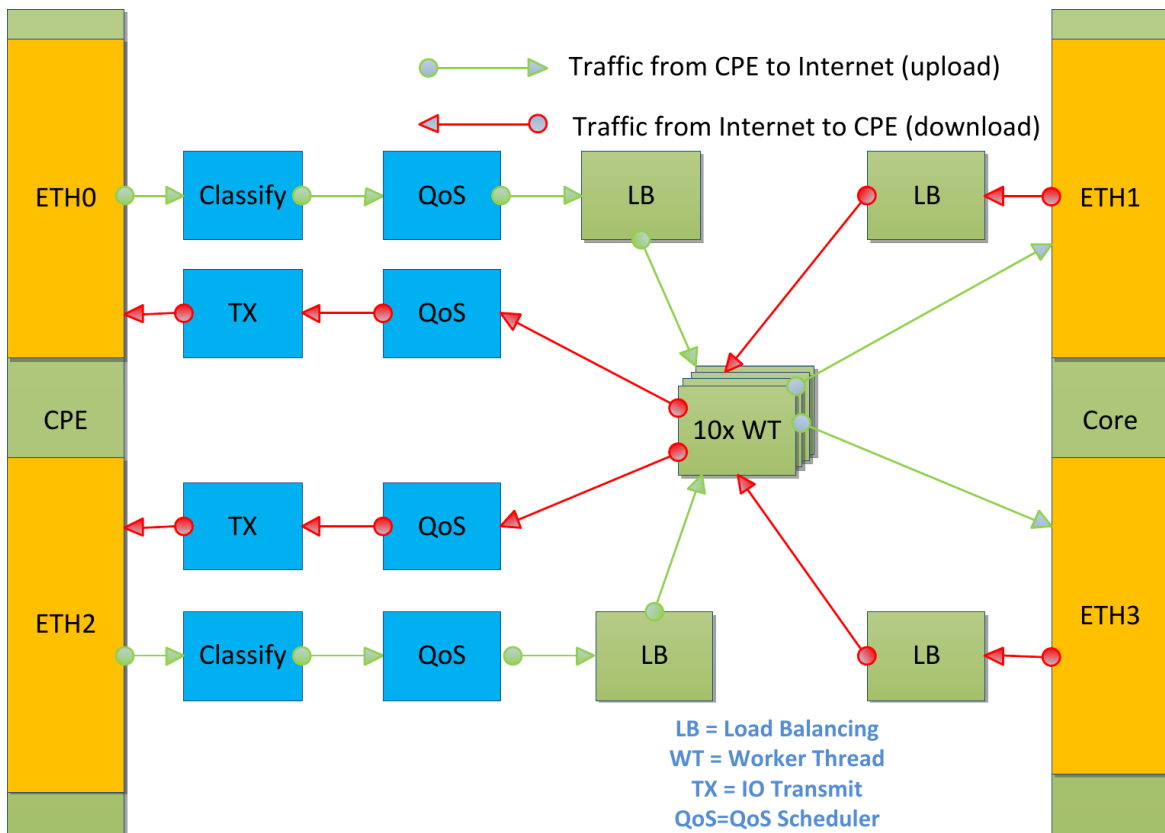 Traffic from CPE to Internet (upload)
Traffic from Internet to CPE (download)
ETH0
Classify
QoS
LB
LB
ETH1
TX
QoS
CPE
10x WT
Core
TX
QoS
ETH2
Classify
QoS
LB
LB
ETH3
LB = Load Balancing
WT = Worker Thread
TX = IO Transmit
QoS=QoS Scheduler